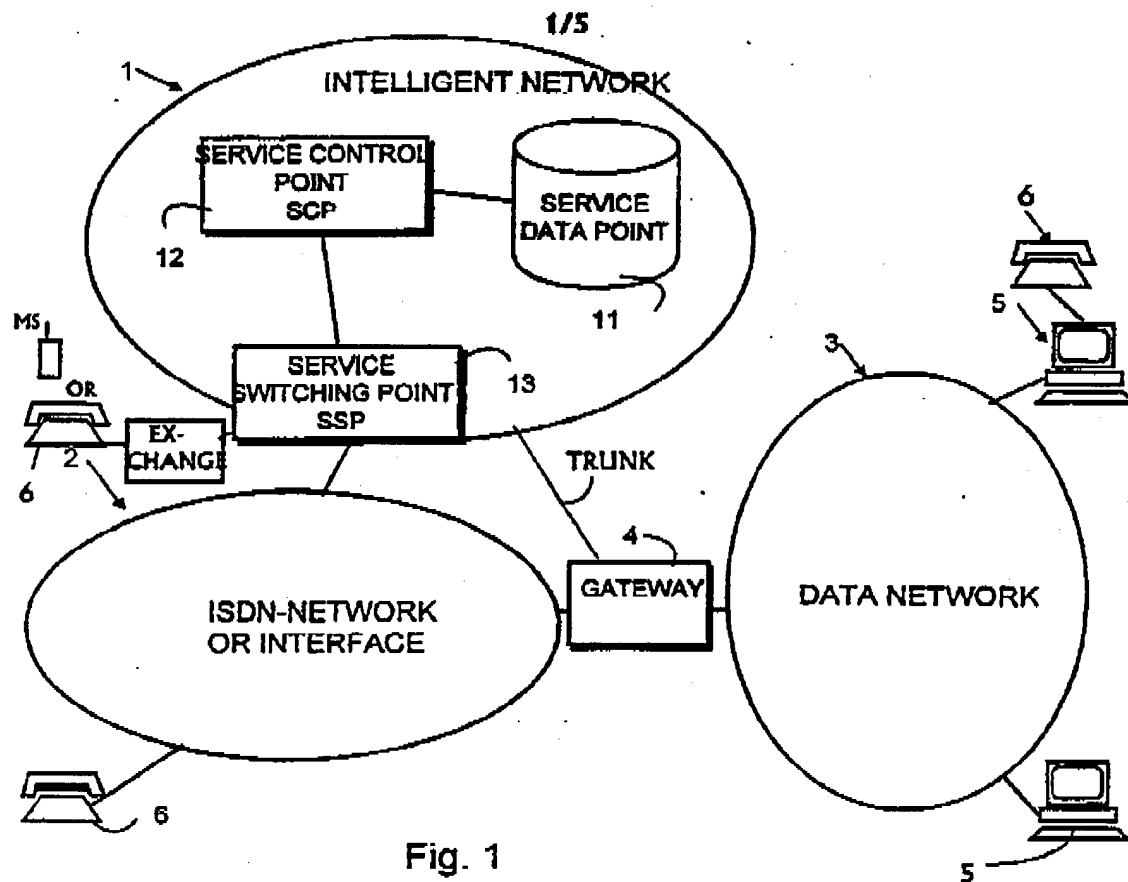 1/5
1
INTELLIGENT NETWORK
SERVICE CONTROL
POINT
SCP
12
SERVICE
DATA POINT
11
6
5
MS
OR
6
2
EX-
CHANGE
SERVICE
SWITCHING POINT
SSP
13
3
TRUNK
4
GATEWAY
DATA NETWORK
ISDN-NETWORK
OR INTERFACE
6
5
Fig. 1